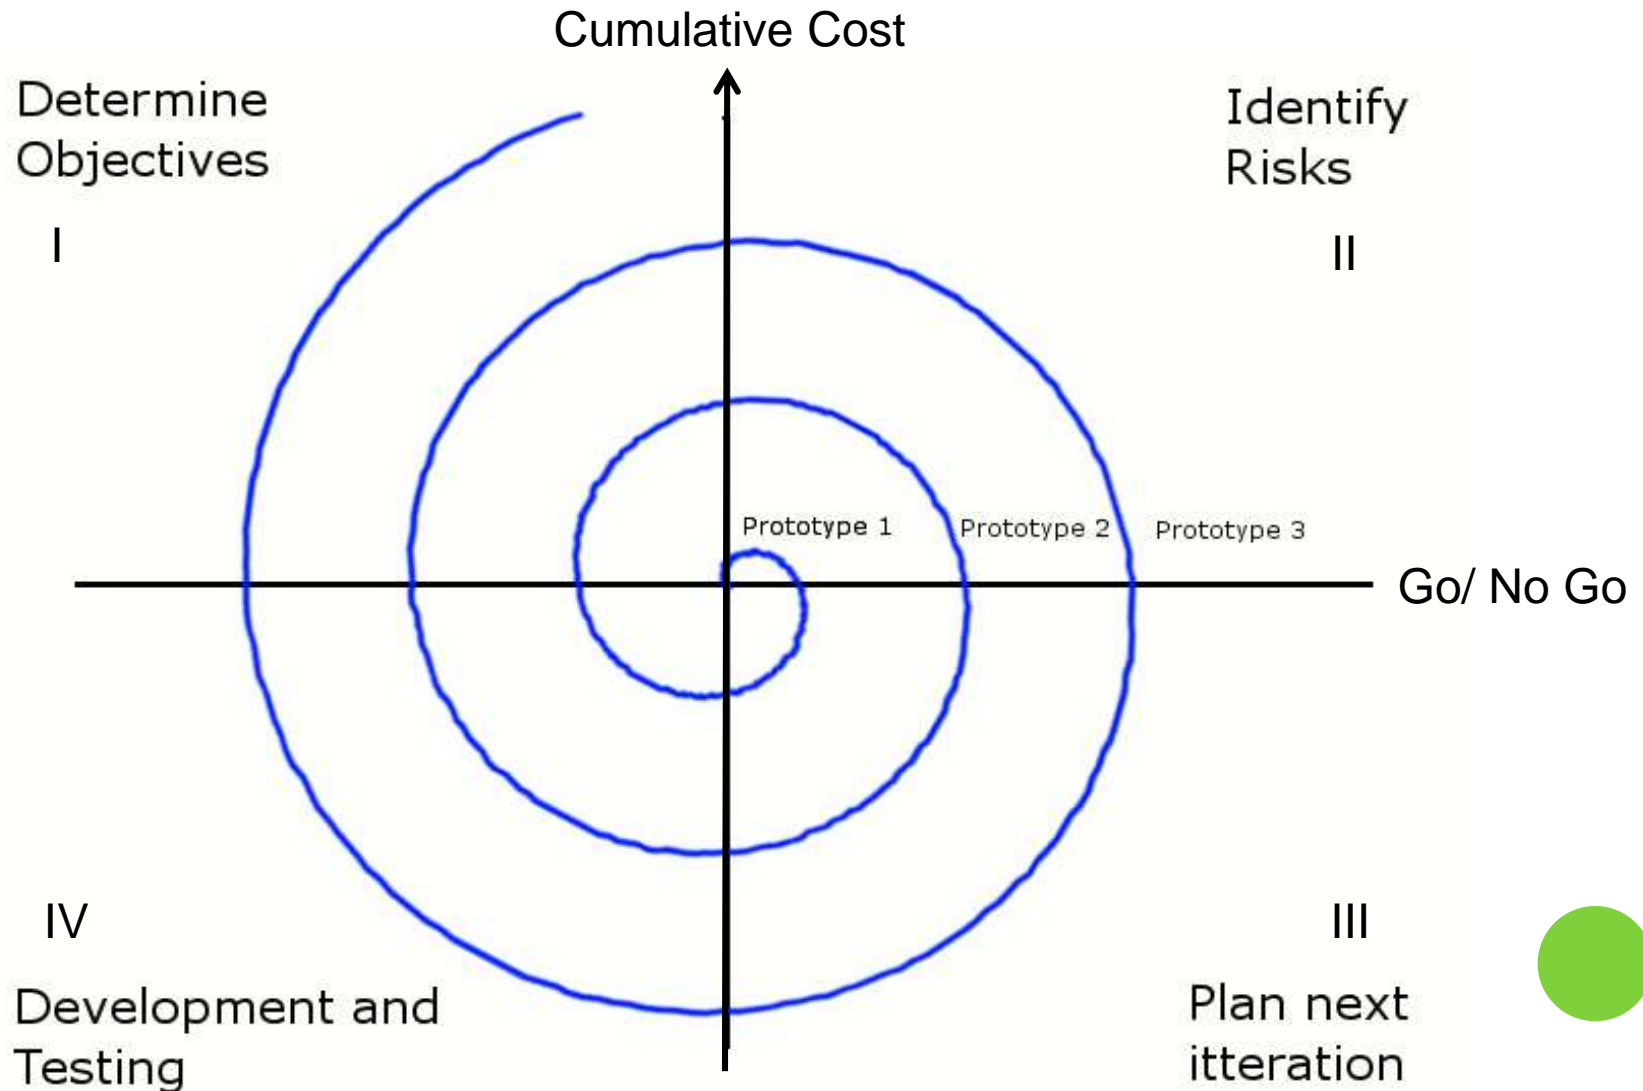 Cumulative Cost
Determine
Objectives
I
Identify
Risks
II
Prototype 1
Prototype 2
Prototype 3
Go/ No Go
IV
Development and
Testing
III
Plan next
itteration